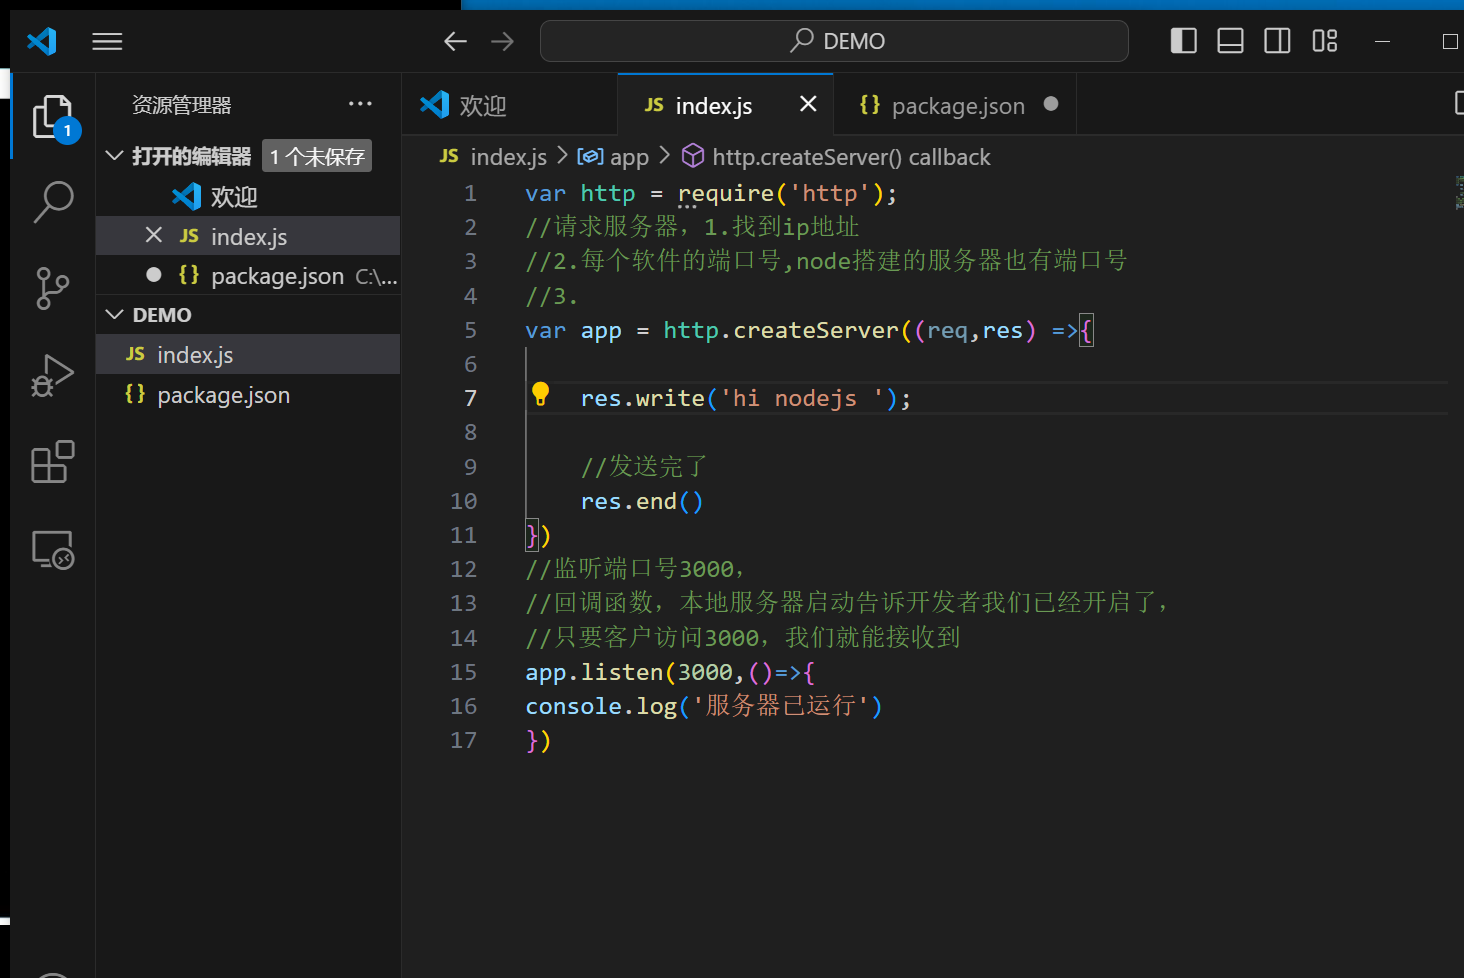 DEMO
资源管理器 ···
1
打开的编辑器 1 个未保存
欢迎
JS index.js
{} package.json C:\...
DEMO
JS index.js
{} package.json
欢迎
JS index.js
{} package.json
JS index.js > app > http.createServer() callback
1 var http = require('http');
2 //请求服务器，1.找到ip地址
3 //2.每个软件的端口号,node搭建的服务器也有端口号
4 //3.
5 var app = http.createServer((req,res) =>{
6
7 res.write('hi nodejs ');
8
9 //发送完了
10 res.end()
11 })
12 //监听端口号3000，
13 //回调函数，本地服务器启动告诉开发者我们已经开启了，
14 //只要客户访问3000，我们就能接收到
15 app.listen(3000,()=>{
16 console.log('服务器已运行')
17 })